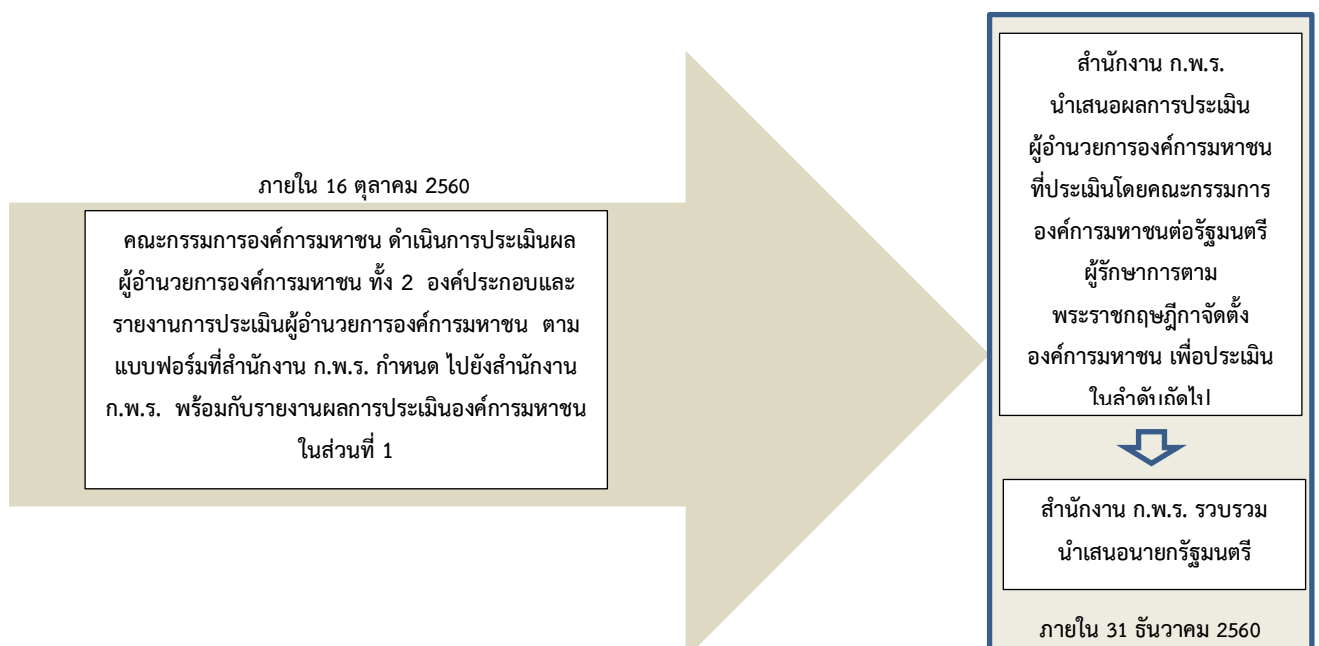 ภายใน 16 ตุลาคม 2560
คณะกรรมการองค์การมหาชน ดำเนินการประเมินผล
ผู้อำนวยการองค์การมหาชน ทั้ง 2 องค์ประกอบและ
รายงานการประเมินผู้อำนวยการองค์การมหาชน ตาม
แบบฟอร์มที่สำนักงาน ก.พ.ร. กำหนด ไปยังสำนักงาน
ก.พ.ร. พร้อมกับรายงานผลการประเมินองค์การมหาชน
ในส่วนที่ 1
สำนักงาน ก.พ.ร.
นำเสนอผลการประเมิน
ผู้อำนวยการองค์การมหาชน
ที่ประเมินโดยคณะกรรมการ
องค์การมหาชนต่อรัฐมนตรี
ผู้รักษาการตาม
พระราชกฤษฎีกาจัดตั้ง
องค์การมหาชน เพื่อประเมิน
ในลำดับถัดไป
สำนักงาน ก.พ.ร. รวบรวม
นำเสนอนายกรัฐมนตรี
ภายใน 31 ธันวาคม 2560